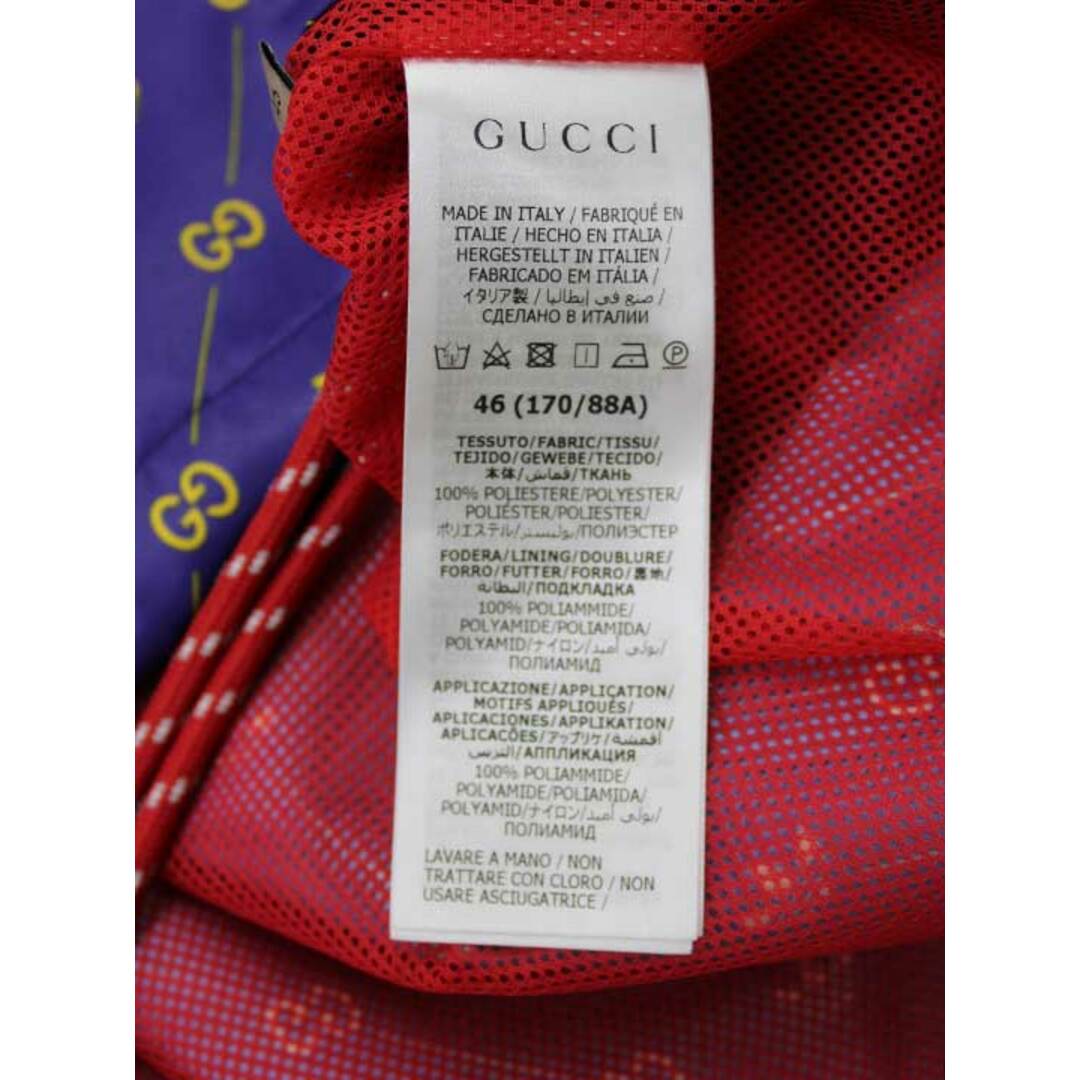 GUCCI
MADE IN ITALY / FABRIQUÉ EN
ITALIE / HECHO EN ITALIA /
HERGESTELLT IN ITALIEN /
FABRICADO EM ITÁLIA /
イタリア製 / صنع في إيطاليا /
СДЕЛАНО В ИТАЛИИ
46 (170/88A)
TESSUTO/FABRIC/TISSU/
TEJIDO/GEWEBE/TECIDO/
本体/قماش/ТКАНЬ
100% POLIESTERE/POLYESTER/
POLIÉSTER/POLIESTER/
ポリエステル/بوليستر/ПОЛИЭСТЕР
FODERA/LINING/DOUBLURE/
FORRO/FUTTER/FORRO/裏地/
البطانة/ПОДКЛАДКА
100% POLIAMMIDE/
POLYAMIDE/POLIAMIDA/
POLYAMID/ナイロン/بولي أميد/
ПОЛИАМИД
APPLICAZIONE/APPLICATION/
MOTIFS APPLIQUÉS/
APLICACIONES/APPLIKATION/
APLICACÕES/アップリケ/أقمشة
التزيين/АППЛИКАЦИЯ
100% POLIAMMIDE/
POLYAMIDE/POLIAMIDA/
POLYAMID/ナイロン/بولي أميد/
ПОЛИАМИД
LAVARE A MANO / NON
TRATTARE CON CLORO / NON
USARE ASCIUGATRICE /